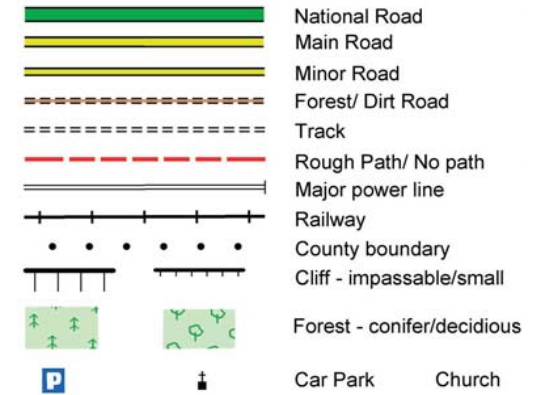 National Road
Main Road
Minor Road
Forest/ Dirt Road
Track
Rough Path/ No path
Major power line
Railway
County boundary
Cliff - impassable/small
Forest - conifer/decidious
P Car Park Church